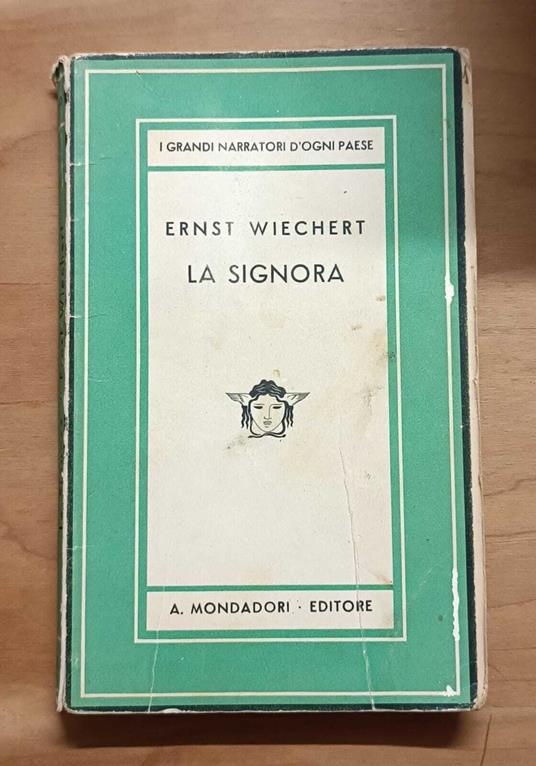 I GRANDI NARRATORI D'OGNI PAESE
ERNST WIECHERT
LA SIGNORA
A. MONDADORI · EDITORE